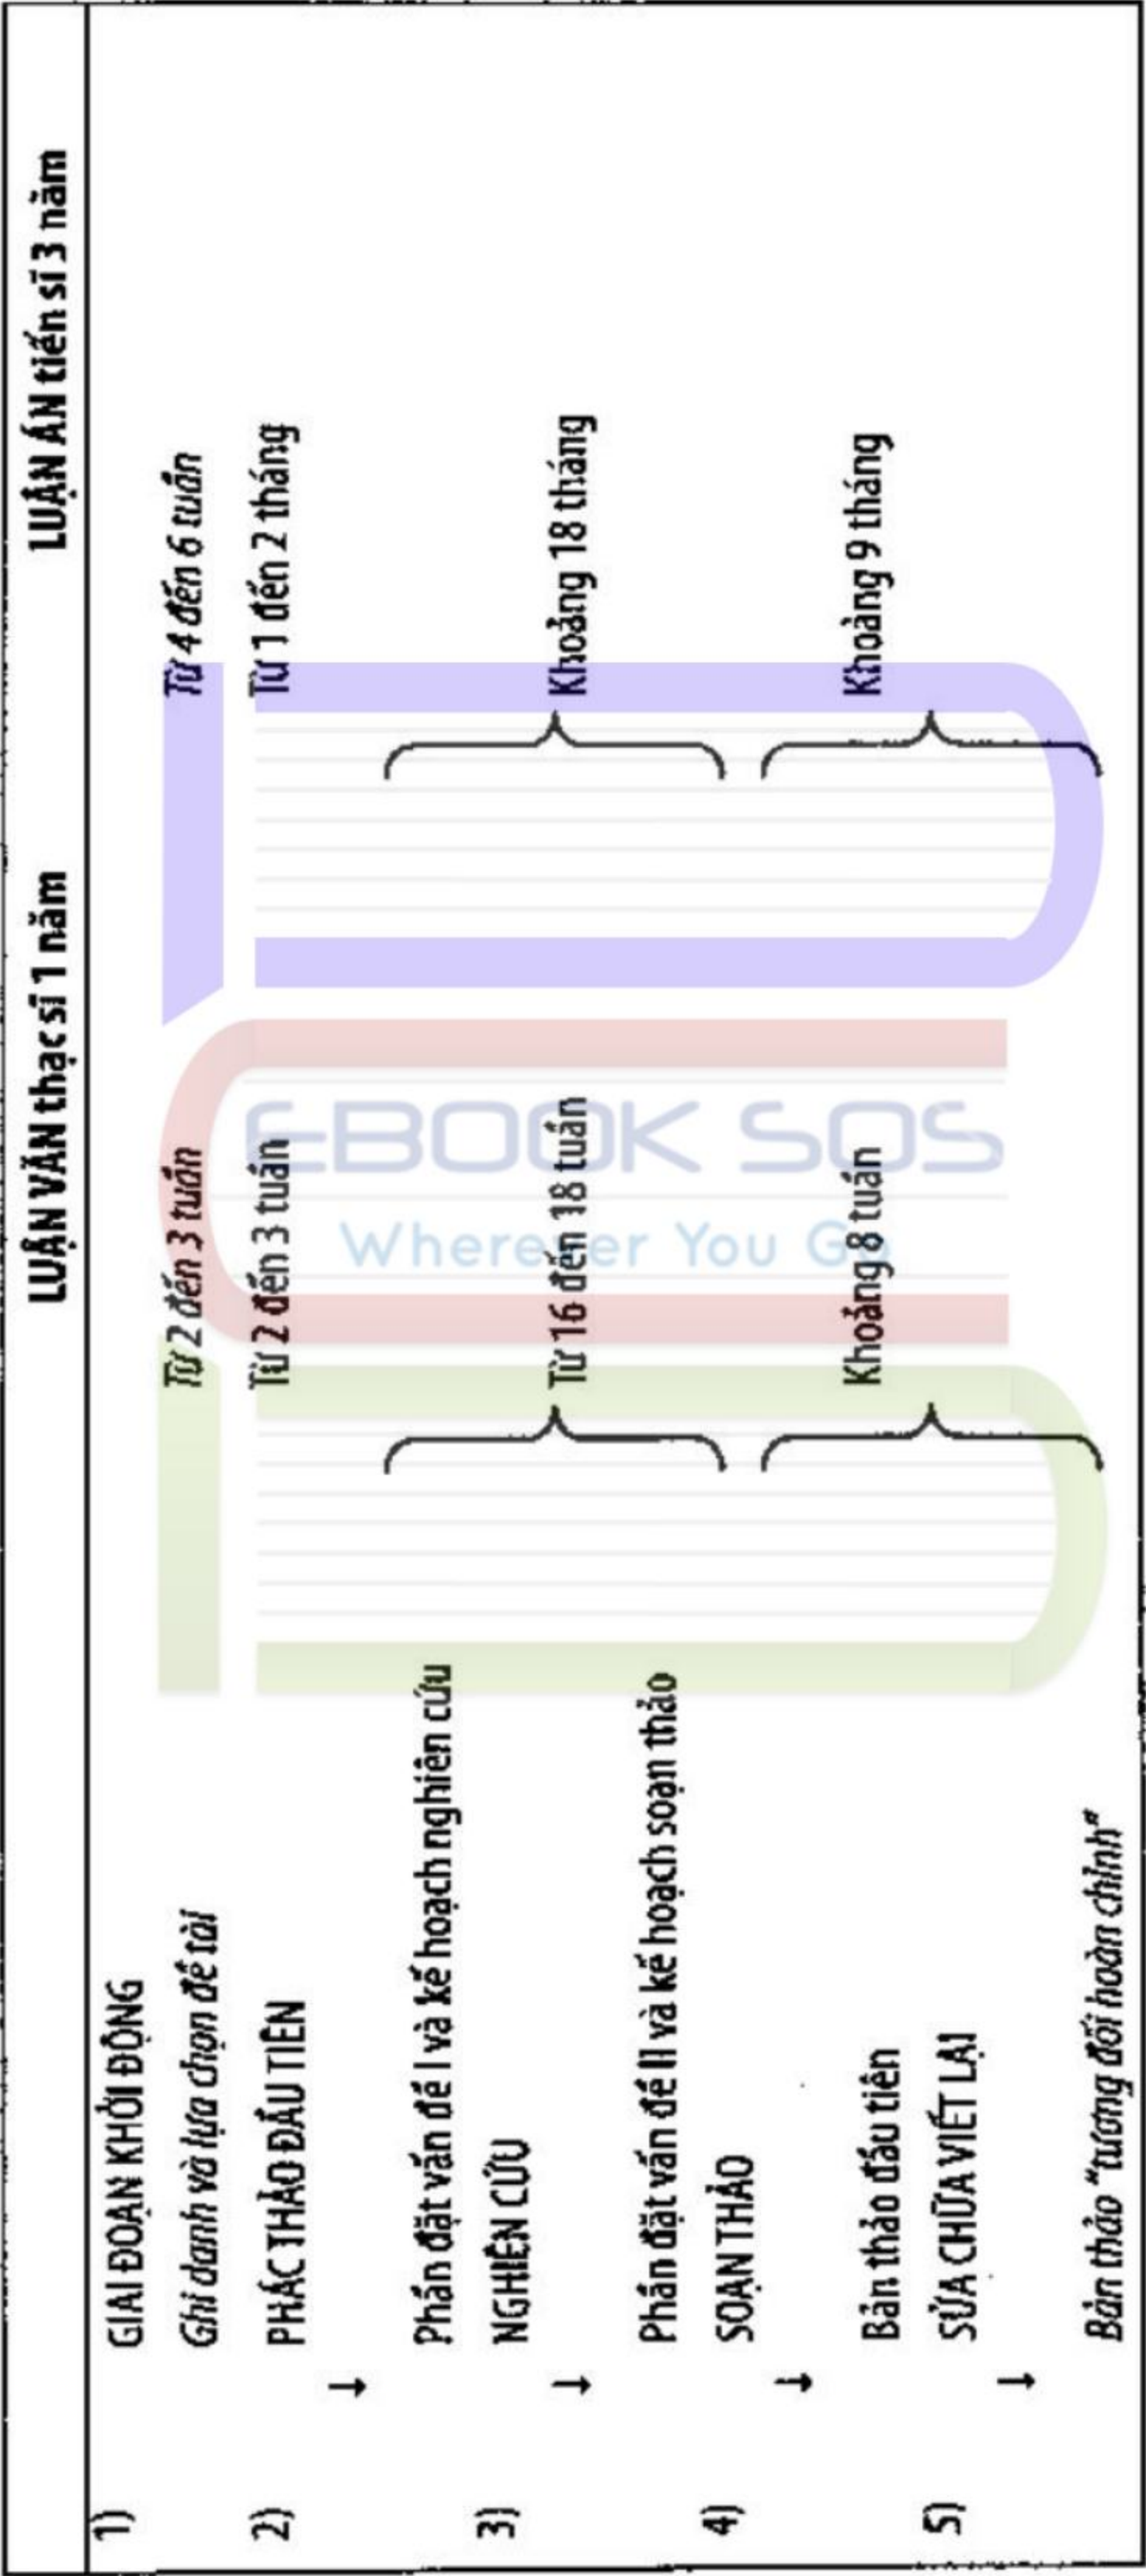 LUẬN VĂN thạc sĩ 1 năm LUẬN ÁN tiến sĩ 3 năm
1) GIAI ĐOẠN KHỞI ĐỘNG
Ghi danh và lựa chọn đề tài Từ 2 đến 3 tuần Từ 4 đến 6 tuần
2) PHÁC THẢO ĐẦU TIÊN Từ 2 đến 3 tuần Từ 1 đến 2 tháng
↓
Phần đặt vấn đề I và kế hoạch nghiên cứu
3) NGHIÊN CỨU
↓ Từ 16 đến 18 tuần Khoảng 18 tháng
Phần đặt vấn đề II và kế hoạch soạn thảo
4) SOẠN THẢO
↓
Bản thảo đầu tiên Khoảng 8 tuần Khoảng 9 tháng
5) SỬA CHỮA VIẾT LẠI
↓
Bản thảo "tương đối hoàn chỉnh"
EBOOK SOS
Wherever You Go